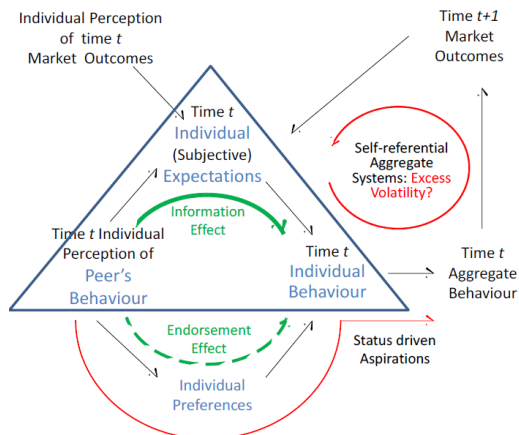 Individual Perception
of time t
Market Outcomes
Time t+1
Market
Outcomes
Time t
Individual
(Subjective)
Expectations
Self-referential
Aggregate
Systems: Excess
Volatility?
Information
Effect
Time t Individual
Perception of
Peer's
Behaviour
Time t
Individual
Behaviour
Time t
Aggregate
Behaviour
Endorsement
Effect
Status driven
Aspirations
Individual
Preferences